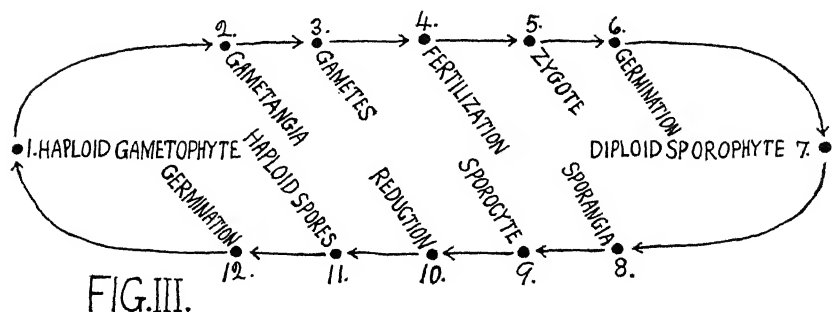 2.
GAMETANGIA
3.
GAMETES
4.
FERTILIZATION
5.
ZYGOTE
6.
GERMINATION
1. HAPLOID GAMETOPHYTE
DIPLOID SPOROPHYTE 7.
GERMINATION
12.
HAPLOID SPORES
11.
REDUCTION
10.
SPOROCYTE
9.
SPORANGIA
8.
FIG.III.